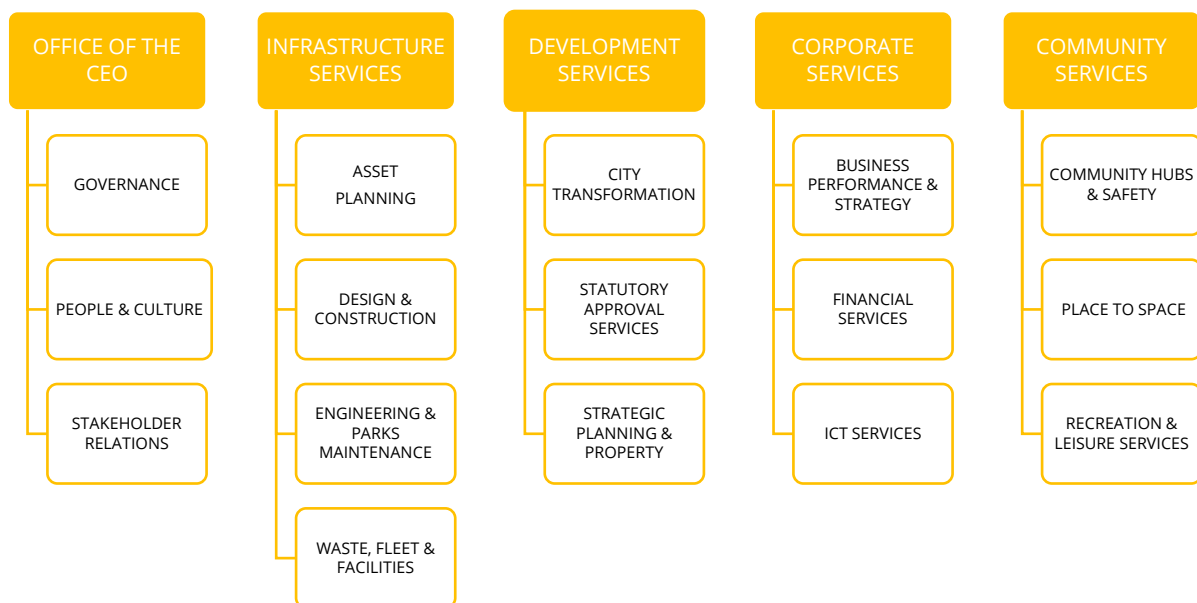 OFFICE OF THE
CEO
GOVERNANCE
PEOPLE & CULTURE
STAKEHOLDER
RELATIONS
INFRASTRUCTURE
SERVICES
ASSET
PLANNING
DESIGN &
CONSTRUCTION
ENGINEERING &
PARKS
MAINTENANCE
WASTE, FLEET &
FACILITIES
DEVELOPMENT
SERVICES
CITY
TRANSFORMATION
STATUTORY
APPROVAL
SERVICES
STRATEGIC
PLANNING &
PROPERTY
CORPORATE
SERVICES
BUSINESS
PERFORMANCE &
STRATEGY
FINANCIAL
SERVICES
ICT SERVICES
COMMUNITY
SERVICES
COMMUNITY HUBS
& SAFETY
PLACE TO SPACE
RECREATION &
LEISURE SERVICES